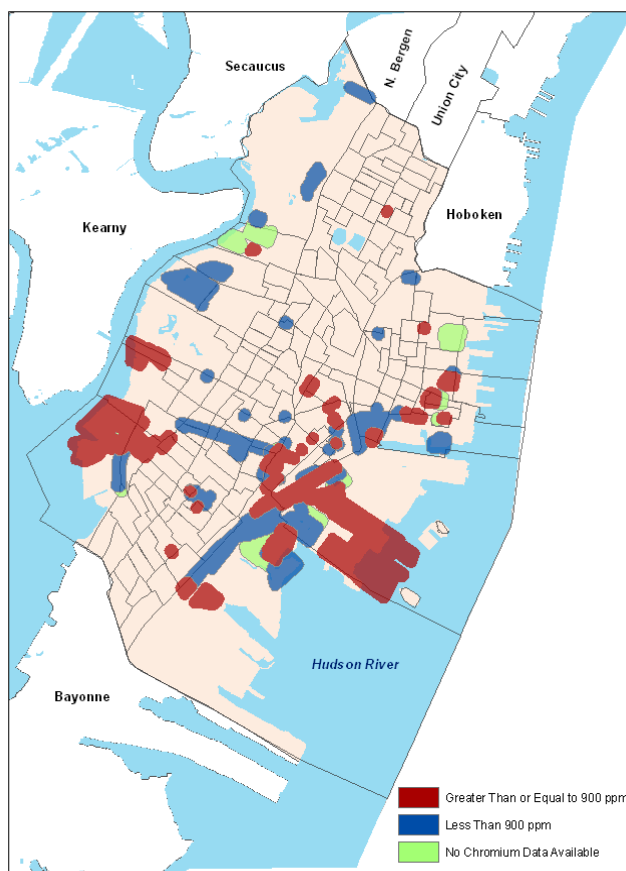 Secaucus
N. Bergen
Union City
Kearny
Hoboken
Hudson River
Bayonne
Greater Than or Equal to 900 ppm
Less Than 900 ppm
No Chromium Data Available